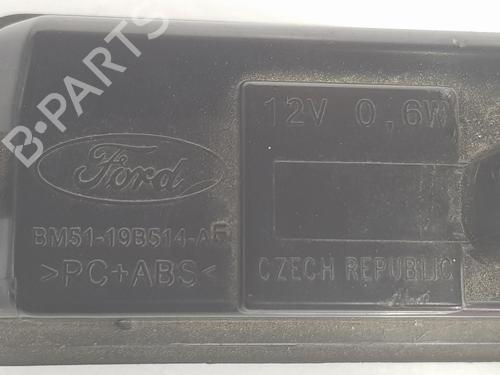 B-PARTS
12V 0,6W
Ford
BM51-19B514-AE
>PC+ABS<
CZECH REPUBLIC